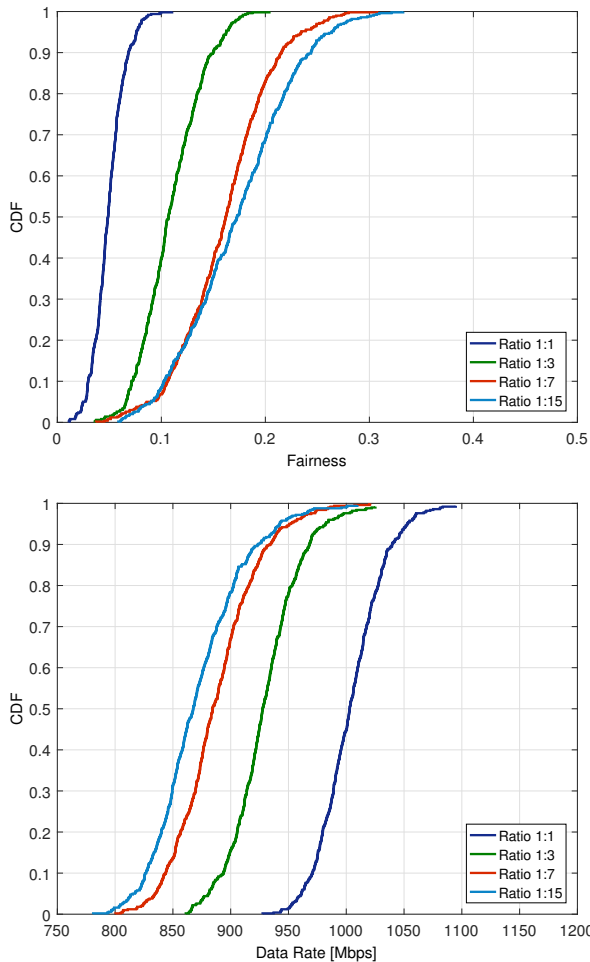 1
0.9
0.8
0.7
0.6
0.5
0.4
0.3
0.2
0.1
0
CDF
Ratio 1:1
Ratio 1:3
Ratio 1:7
Ratio 1:15
0 0.1 0.2 0.3 0.4 0.5
Fairness
1
0.9
0.8
0.7
0.6
0.5
0.4
0.3
0.2
0.1
0
CDF
Ratio 1:1
Ratio 1:3
Ratio 1:7
Ratio 1:15
750 800 850 900 950 1000 1050 1100 1150 1200
Data Rate [Mbps]